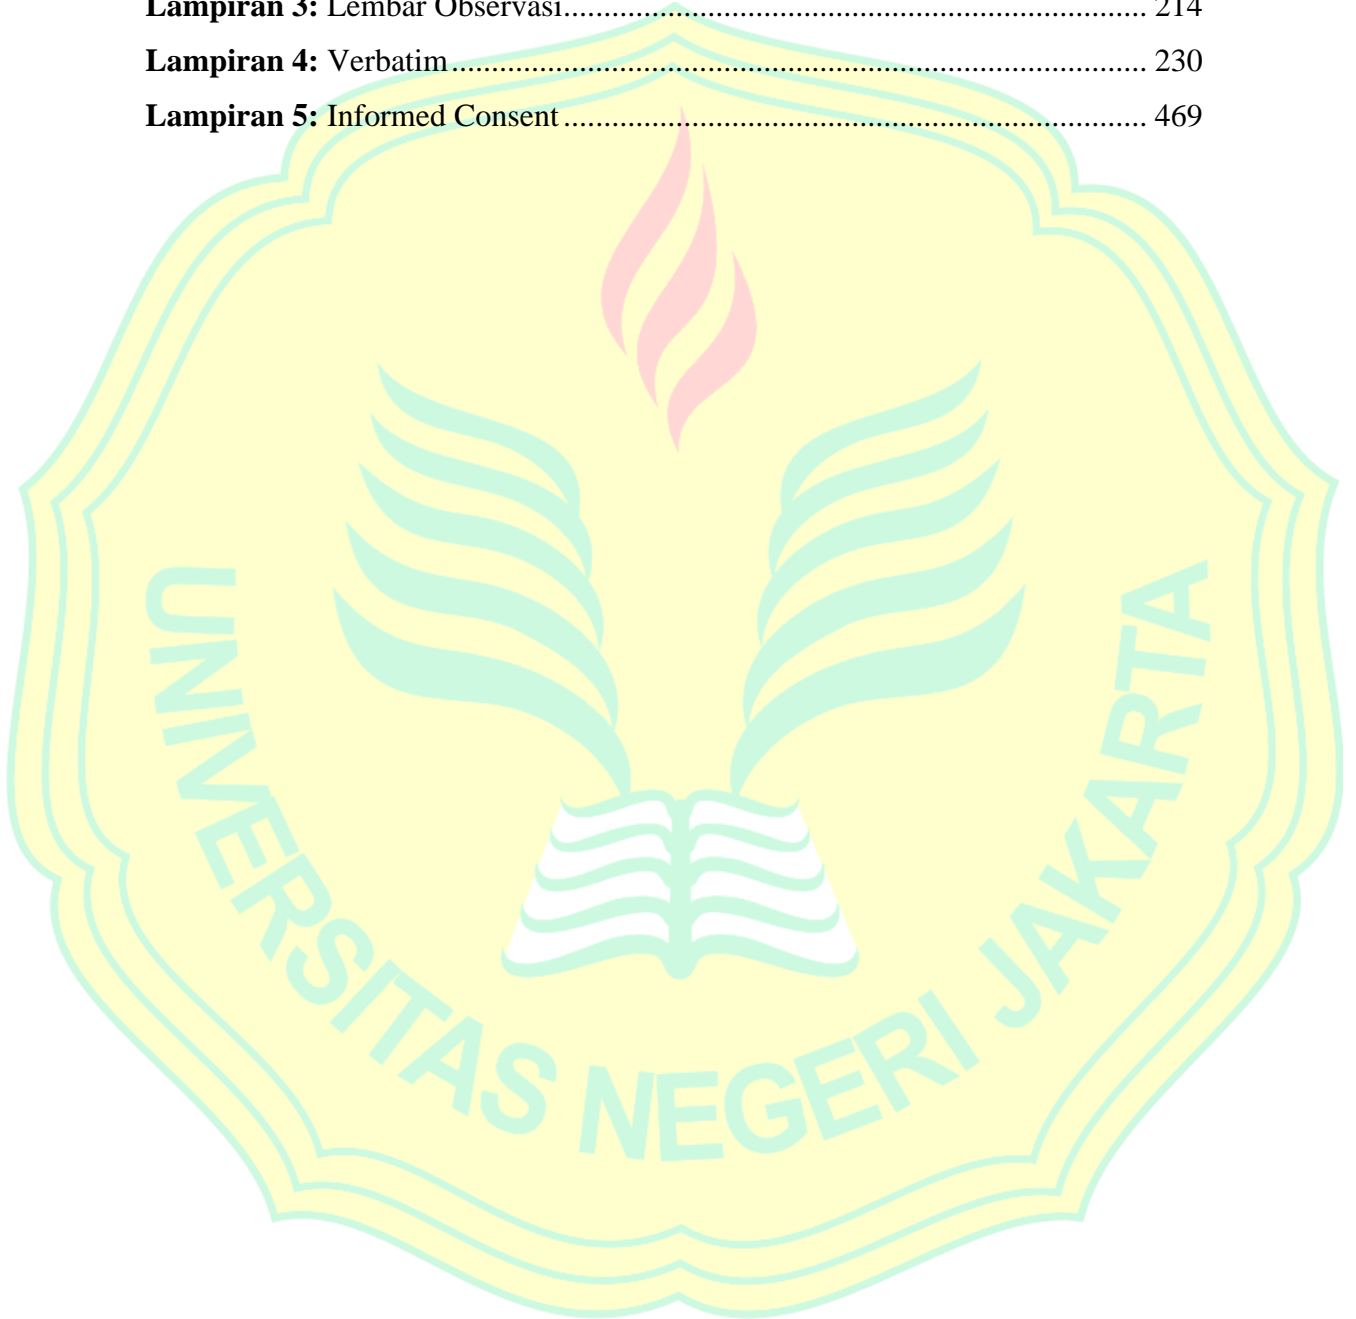 Lampiran 3: Lembar Observasi........................................................................ 214
Lampiran 4: Verbatim....................................................................................... 230
Lampiran 5: Informed Consent........................................................................ 469
UNIVERSITAS NEGERI JAKARTA